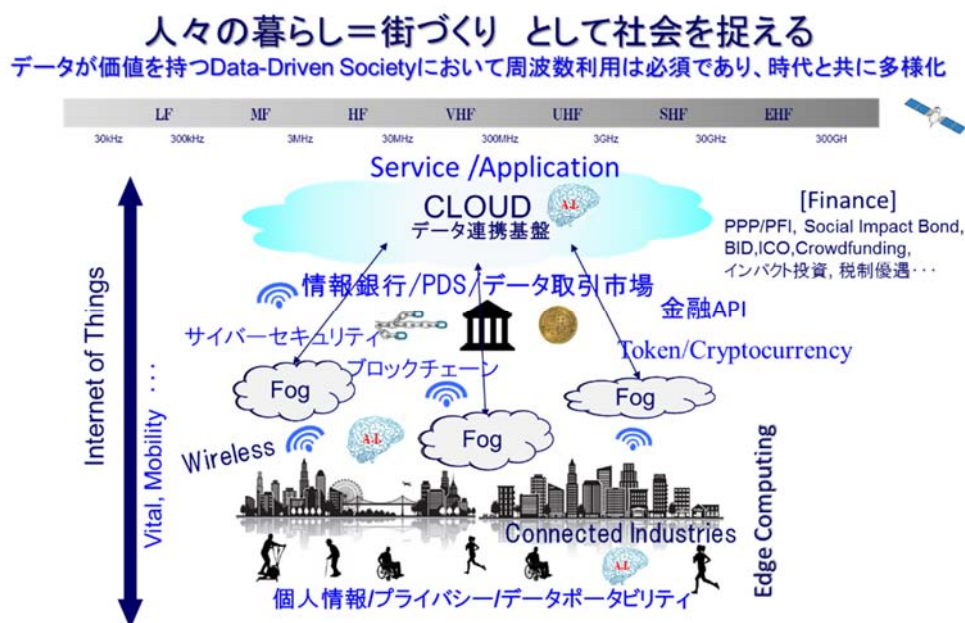 人々の暮らし＝街づくり　として社会を捉える
データが価値を持つData-Driven Societyにおいて周波数利用は必須であり、時代と共に多様化
LF MF HF VHF UHF SHF EHF
30kHz 300kHz 3MHz 30MHz 300MHz 3GHz 30GHz 300GH
Service /Application
CLOUD
A.I.
データ連携基盤
[Finance]
PPP/PFI, Social Impact Bond,
BID,ICO,Crowdfunding,
インパクト投資, 税制優遇・・・
情報銀行/PDS/データ取引市場
金融API
サイバーセキュリティ
Token/Cryptocurrency
ブロックチェーン
Fog
Fog
Fog
Wireless
A.I.
Internet of Things
Vital, Mobility ・・・
Edge Computing
Connected Industries
A.I.
個人情報/プライバシー/データポータビリティ